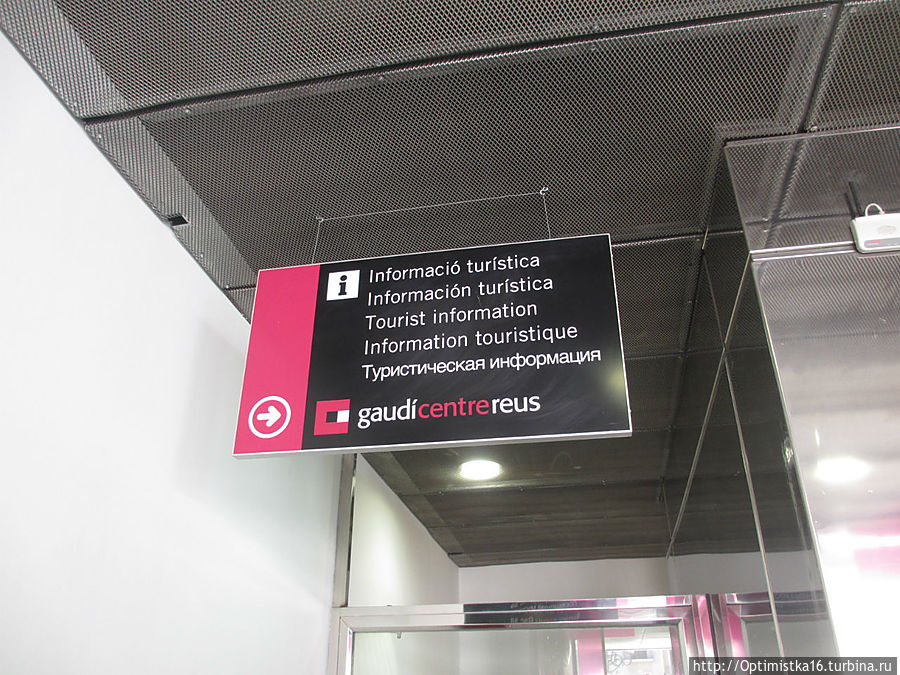 i
Informació turística
Información turística
Tourist information
Information touristique
Туристическая информация
gaudícentrereus
http://Optimistka16.turbina.ru